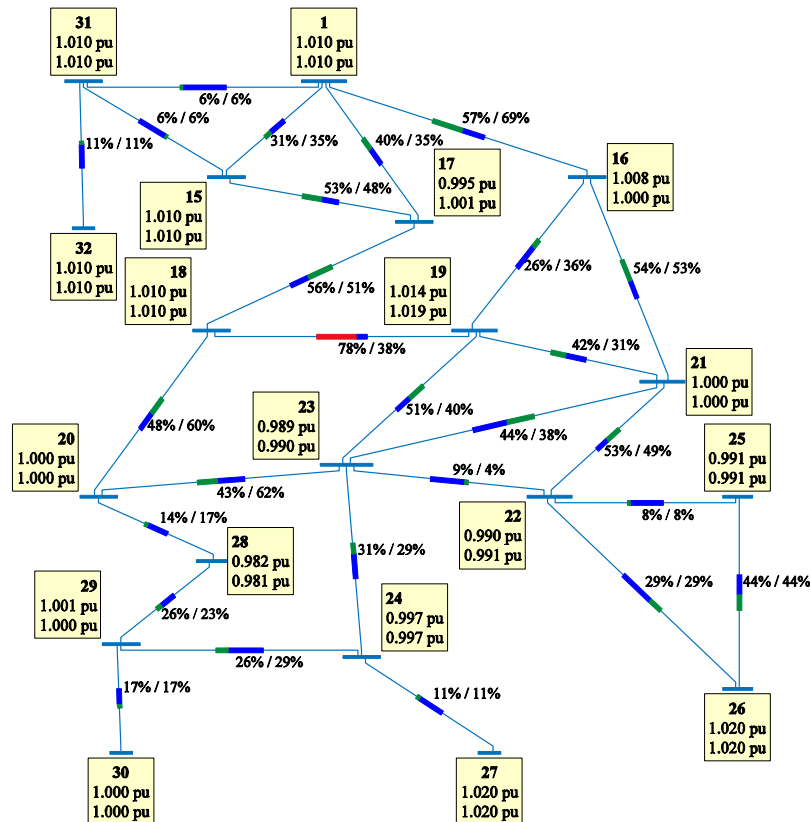 31
1.010 pu
1.010 pu
1
1.010 pu
1.010 pu
6% / 6%
6% / 6%
31% / 35%
40% / 35%
57% / 69%
11% / 11%
17
0.995 pu
1.001 pu
16
1.008 pu
1.000 pu
15
1.010 pu
1.010 pu
53% / 48%
32
1.010 pu
1.010 pu
18
1.010 pu
1.010 pu
19
1.014 pu
1.019 pu
56% / 51%
26% / 36%
54% / 53%
78% / 38%
42% / 31%
21
1.000 pu
1.000 pu
23
0.989 pu
0.990 pu
51% / 40%
44% / 38%
48% / 60%
20
1.000 pu
1.000 pu
53% / 49%
25
0.991 pu
0.991 pu
43% / 62%
9% / 4%
22
0.990 pu
0.991 pu
8% / 8%
14% / 17%
28
0.982 pu
0.981 pu
31% / 29%
29% / 29%
44% / 44%
29
1.001 pu
1.000 pu
26% / 23%
24
0.997 pu
0.997 pu
26% / 29%
17% / 17%
11% / 11%
26
1.020 pu
1.020 pu
30
1.000 pu
1.000 pu
27
1.020 pu
1.020 pu